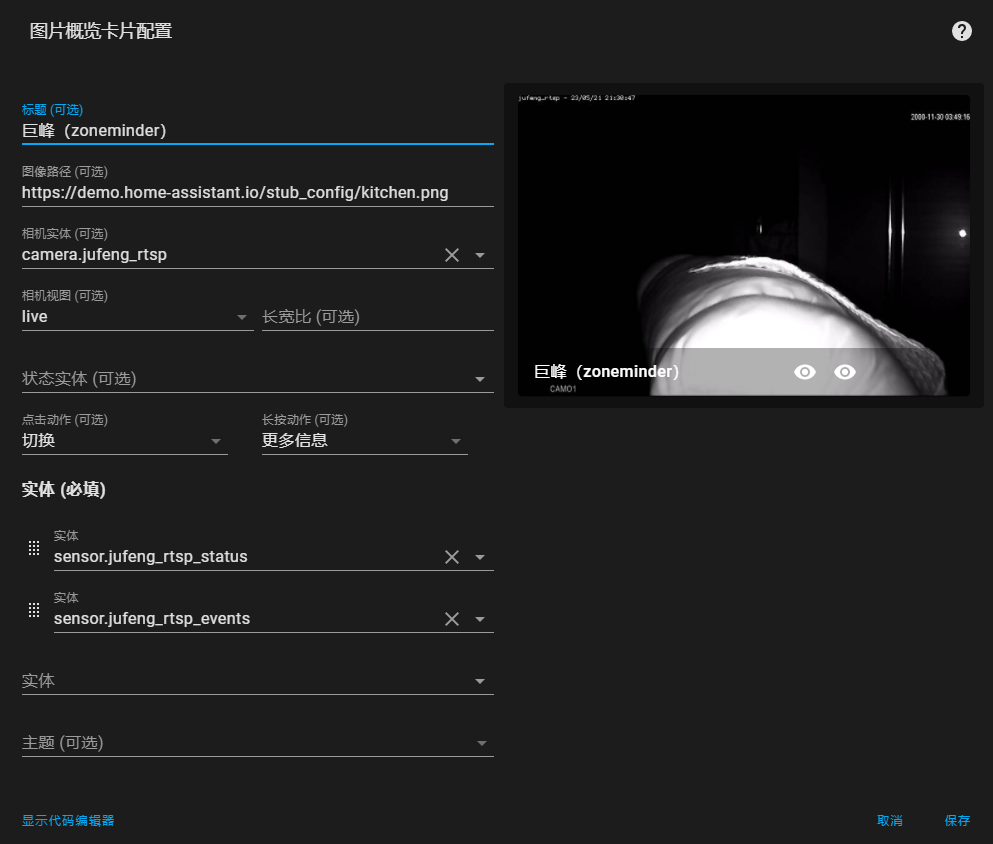 图片概览卡片配置
标题 (可选)
巨峰（zoneminder）
图像路径 (可选)
https://demo.home-assistant.io/stub_config/kitchen.png
相机实体 (可选)
camera.jufeng_rtsp
相机视图 (可选)
live
长宽比 (可选)
状态实体 (可选)
点击动作 (可选)
长按动作 (可选)
切换
更多信息
实体 (必填)
实体
sensor.jufeng_rtsp_status
实体
sensor.jufeng_rtsp_events
实体
主题 (可选)
jufeng_rtsp - 23/05/21 21:30:47
2000-11-30 03:49:16
巨峰（zoneminder）
CAM01
显示代码编辑器
取消
保存